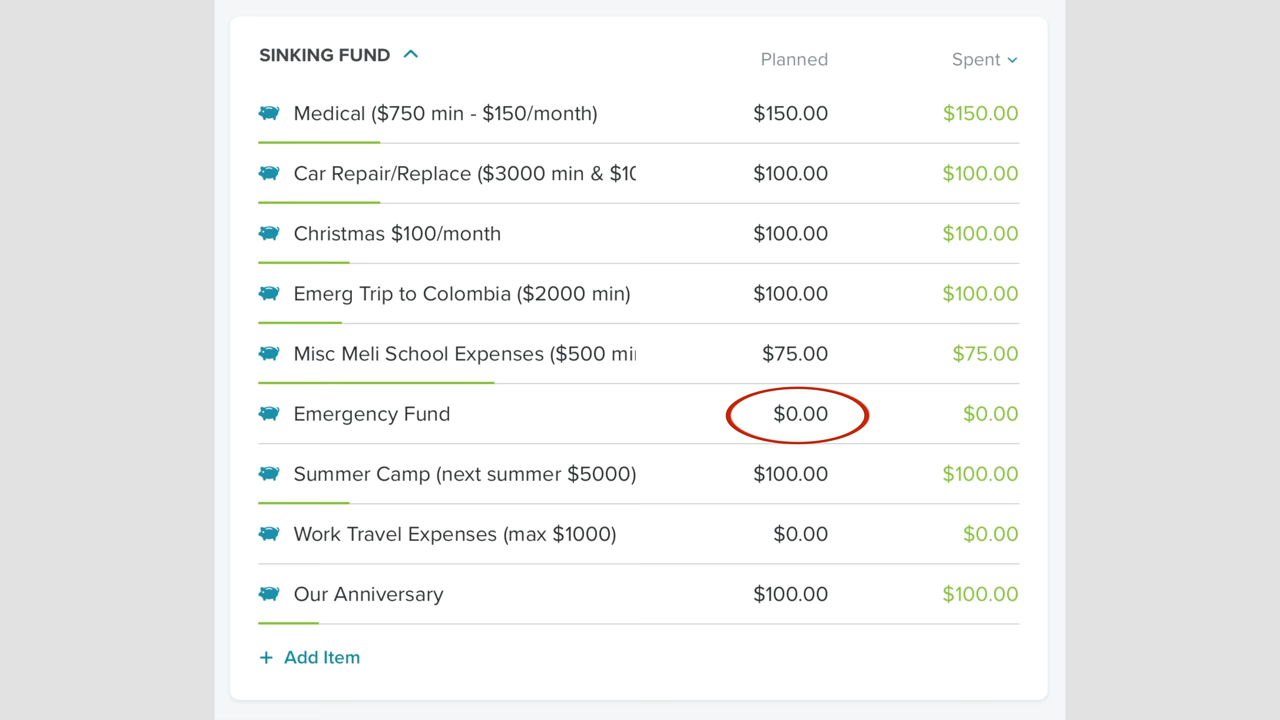 SINKING FUND Planned Spent
Medical ($750 min - $150/month) $150.00 $150.00
Car Repair/Replace ($3000 min & $10 $100.00 $100.00
Christmas $100/month $100.00 $100.00
Emerg Trip to Colombia ($2000 min) $100.00 $100.00
Misc Meli School Expenses ($500 min $75.00 $75.00
Emergency Fund $0.00 $0.00
Summer Camp (next summer $5000) $100.00 $100.00
Work Travel Expenses (max $1000) $0.00 $0.00
Our Anniversary $100.00 $100.00
+ Add Item